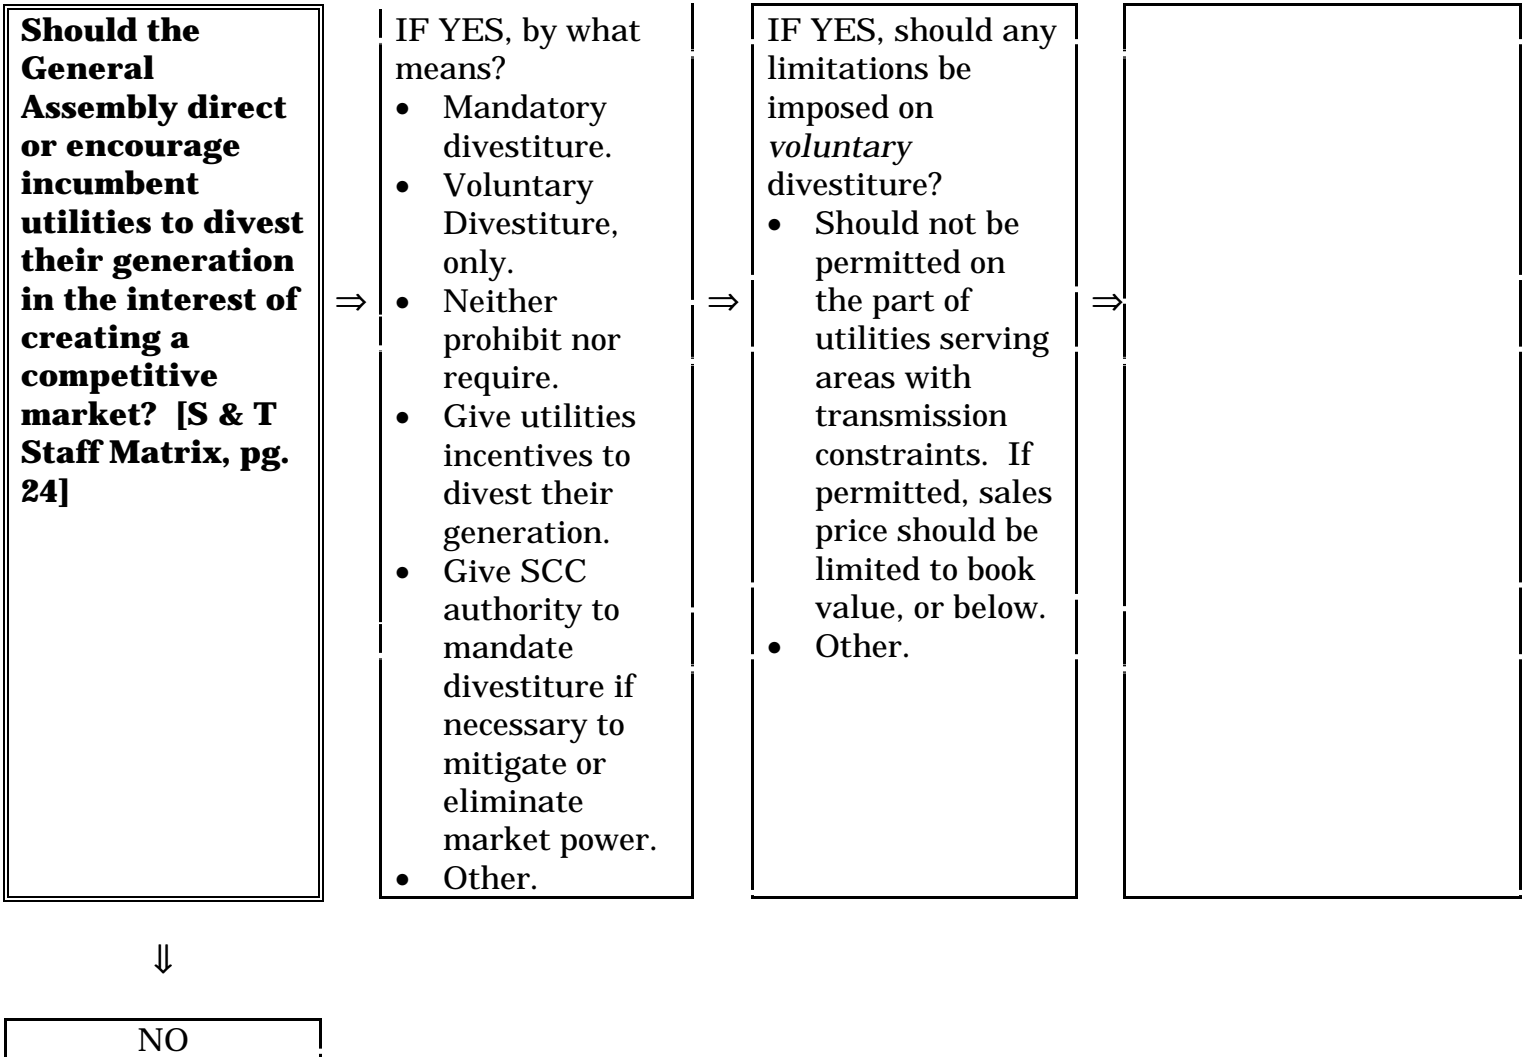 Should the
General
Assembly direct
or encourage
incumbent
utilities to divest
their generation
in the interest of
creating a
competitive
market?  [S & T
Staff Matrix, pg.
24]
⇒
IF YES, by what
means?
• Mandatory
divestiture.
• Voluntary
Divestiture,
only.
• Neither
prohibit nor
require.
• Give utilities
incentives to
divest their
generation.
• Give SCC
authority to
mandate
divestiture if
necessary to
mitigate or
eliminate
market power.
• Other.
⇒
IF YES, should any
limitations be
imposed on
voluntary
divestiture?
• Should not be
permitted on
the part of
utilities serving
areas with
transmission
constraints.  If
permitted, sales
price should be
limited to book
value, or below.
• Other.
⇒
⇓
NO